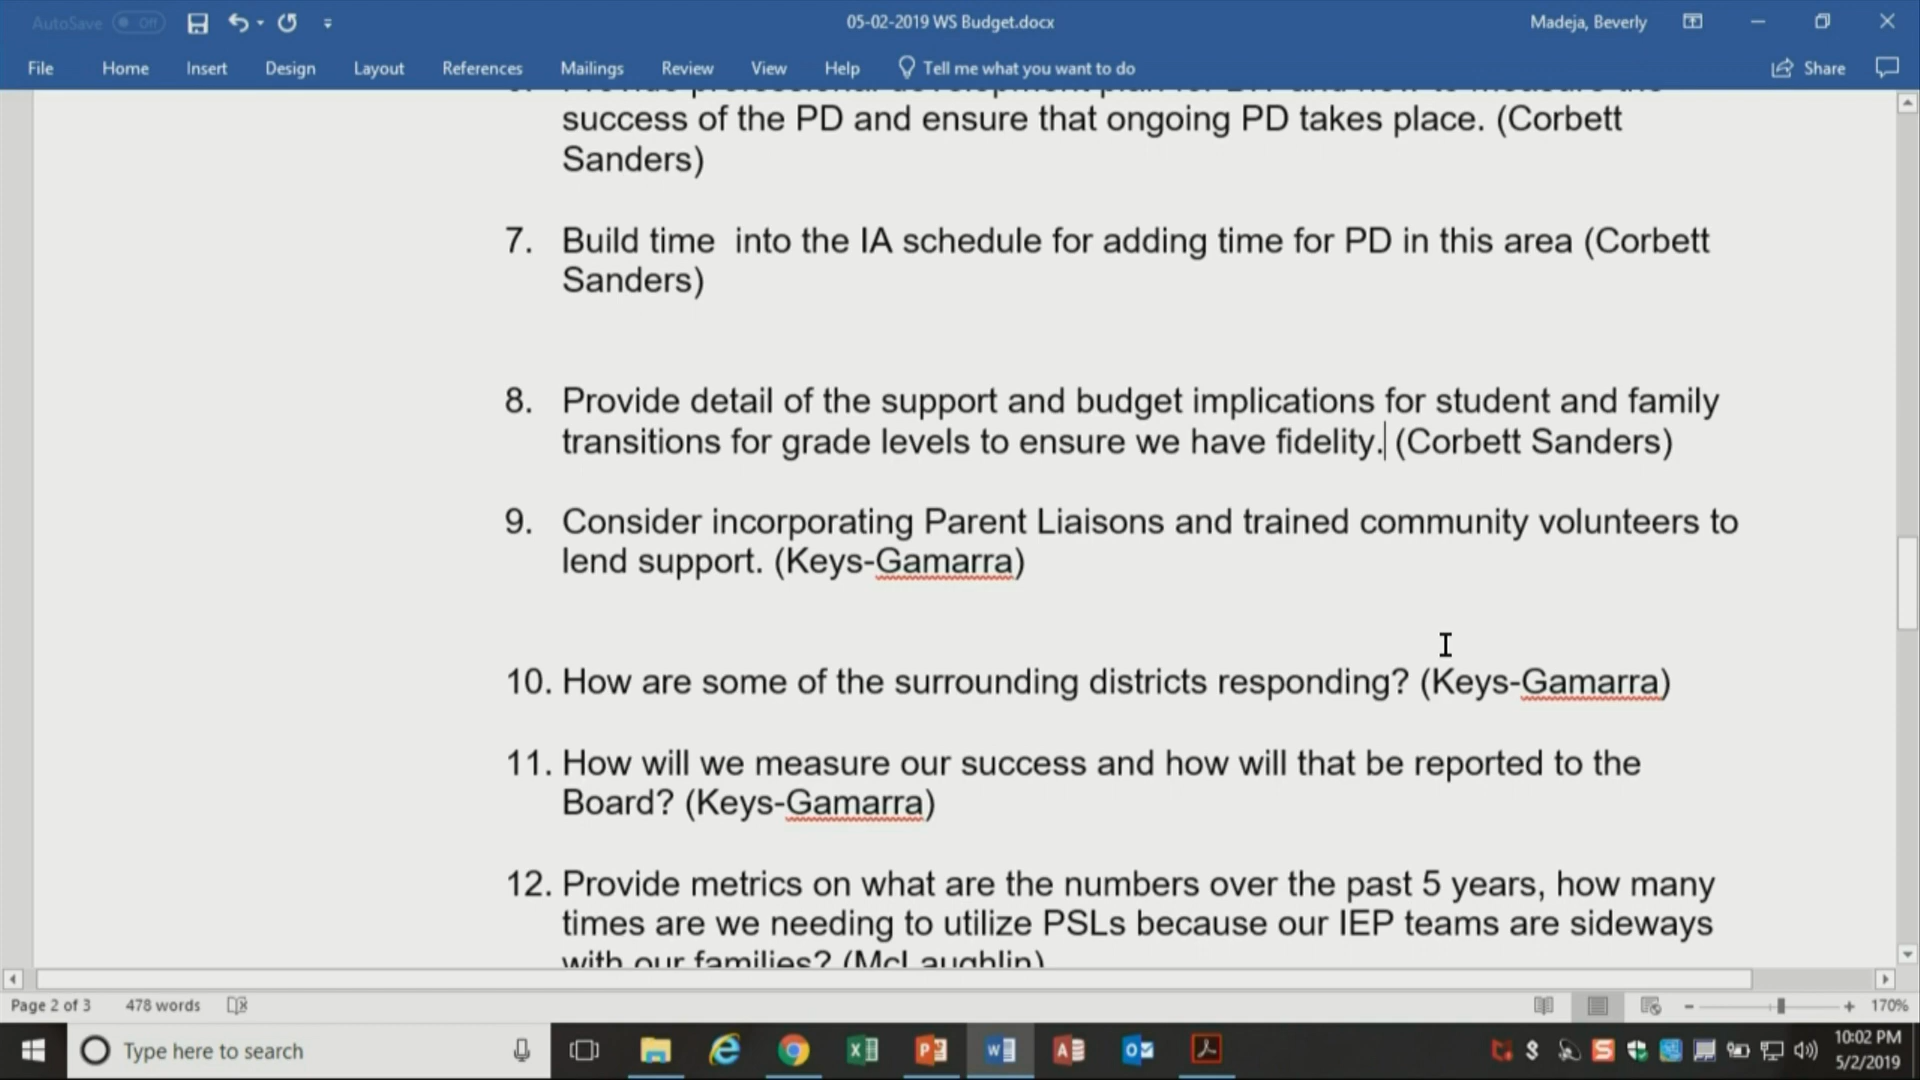 AutoSave Off
05-02-2019 WS Budget.docx
Madeja, Beverly
File Home Insert Design Layout References Mailings Review View Help Tell me what you want to do Share
success of the PD and ensure that ongoing PD takes place. (Corbett
Sanders)
7. Build time into the IA schedule for adding time for PD in this area (Corbett
Sanders)
8. Provide detail of the support and budget implications for student and family
transitions for grade levels to ensure we have fidelity. (Corbett Sanders)
9. Consider incorporating Parent Liaisons and trained community volunteers to
lend support. (Keys-Gamarra)
10. How are some of the surrounding districts responding? (Keys-Gamarra)
11. How will we measure our success and how will that be reported to the
Board? (Keys-Gamarra)
12. Provide metrics on what are the numbers over the past 5 years, how many
times are we needing to utilize PSLs because our IEP teams are sideways
with our families? (McLaughlin)
Page 2 of 3 478 words 170%
Type here to search
10:02 PM
5/2/2019